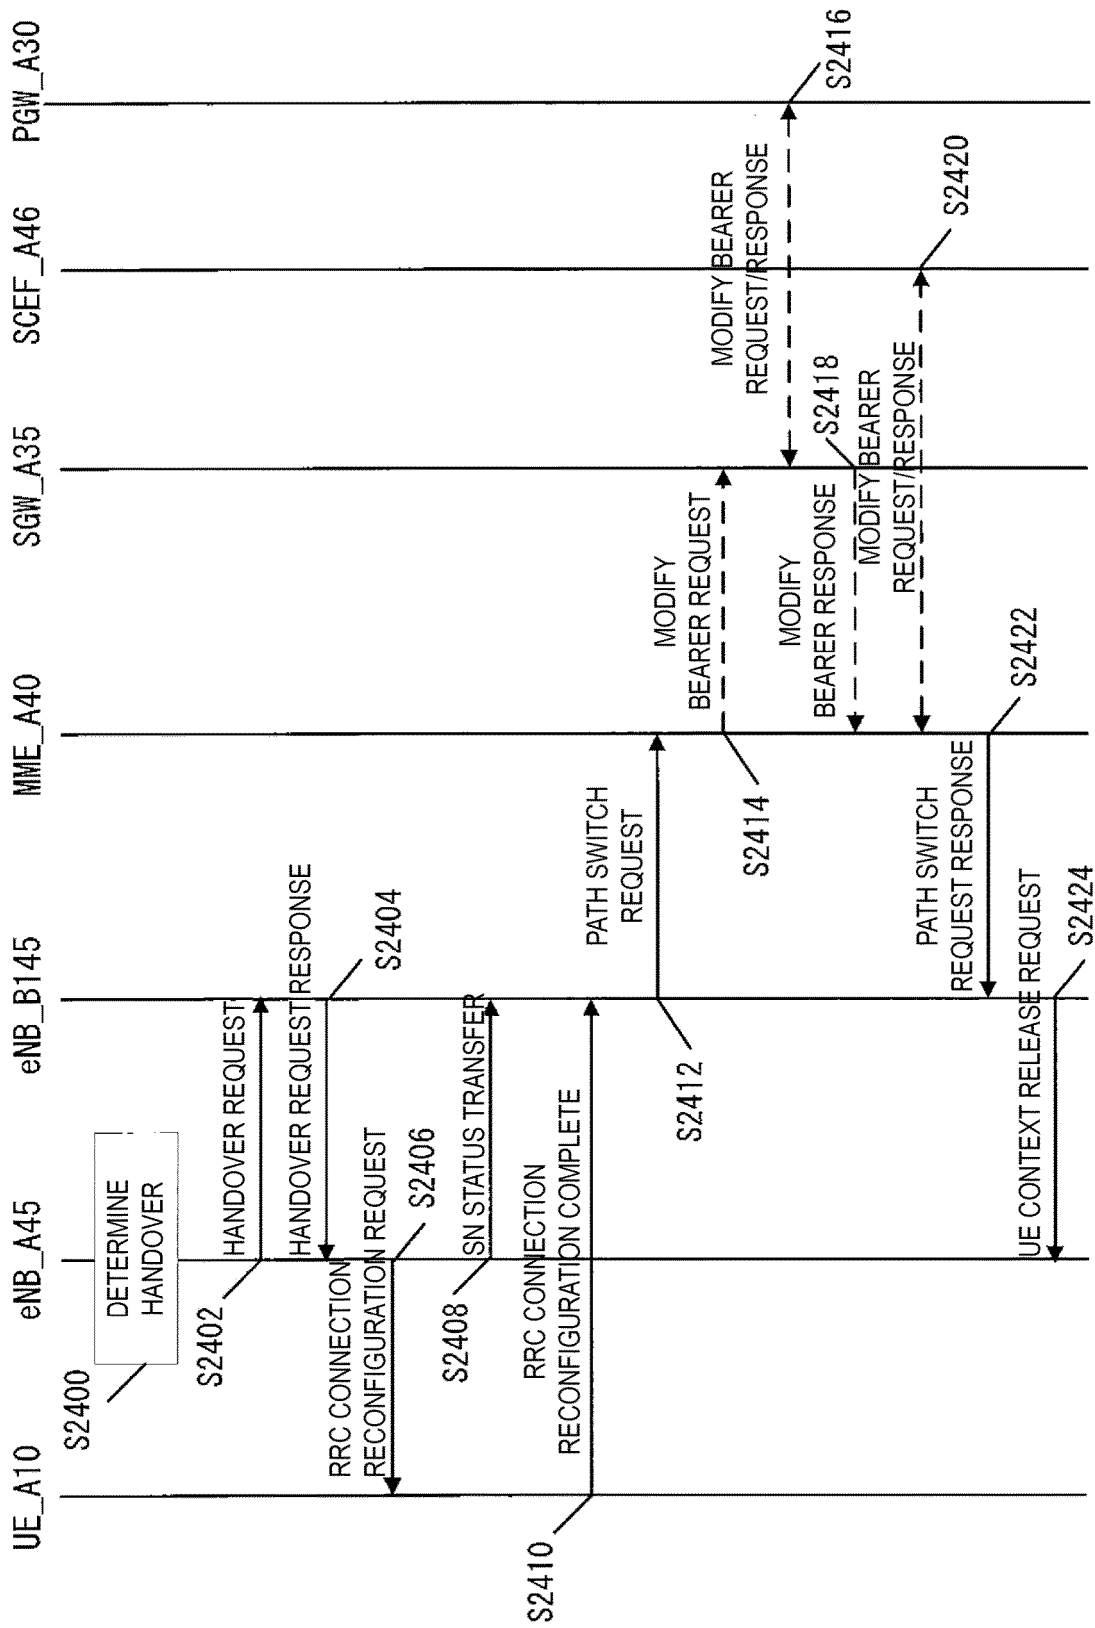 UE_A10
eNB_A45
eNB_B145
MME_A40
SGW_A35
SCEF_A46
PGW_A30
S2400
DETERMINE
HANDOVER
S2402
HANDOVER REQUEST
HANDOVER REQUEST RESPONSE
S2404
RRC CONNECTION
RECONFIGURATION REQUEST
S2406
S2408
SN STATUS TRANSFER
S2410
RRC CONNECTION
RECONFIGURATION COMPLETE
PATH SWITCH
REQUEST
S2412
MODIFY
BEARER REQUEST
S2414
MODIFY BEARER
REQUEST/RESPONSE
S2416
MODIFY
BEARER RESPONSE
S2418
MODIFY BEARER
REQUEST/RESPONSE
S2420
PATH SWITCH
REQUEST RESPONSE
S2422
UE CONTEXT RELEASE REQUEST
S2424